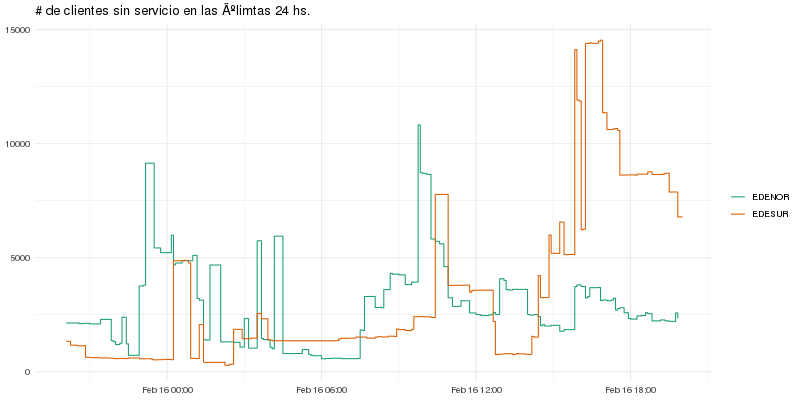 # de clientes sin servicio en las Ãºlimtas 24 hs.
15000
10000
5000
0
Feb 16 00:00
Feb 16 06:00
Feb 16 12:00
Feb 16 18:00
EDENOR
EDESUR